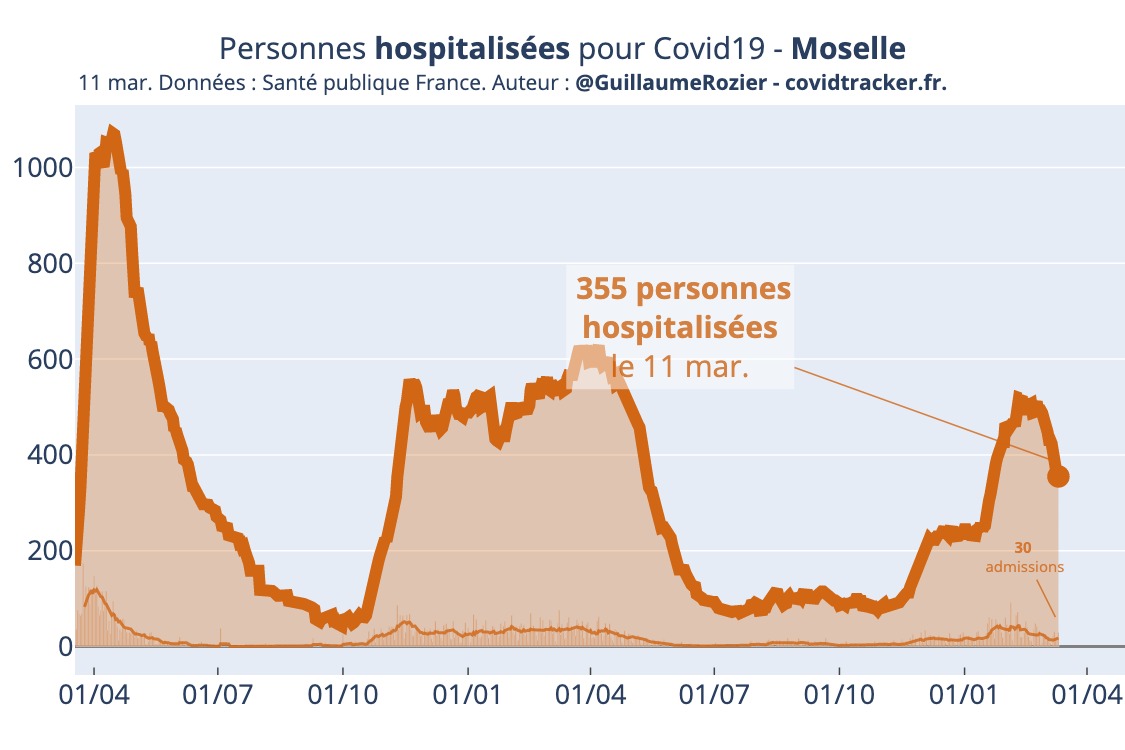 Personnes hospitalisées pour Covid19 - Moselle
11 mar. Données : Santé publique France. Auteur : @GuillaumeRozier - covidtracker.fr.
1000
800
600
400
200
0
355 personnes
hospitalisées
le 11 mar.
30
admissions
01/04
01/07
01/10
01/01
01/04
01/07
01/10
01/01
01/04